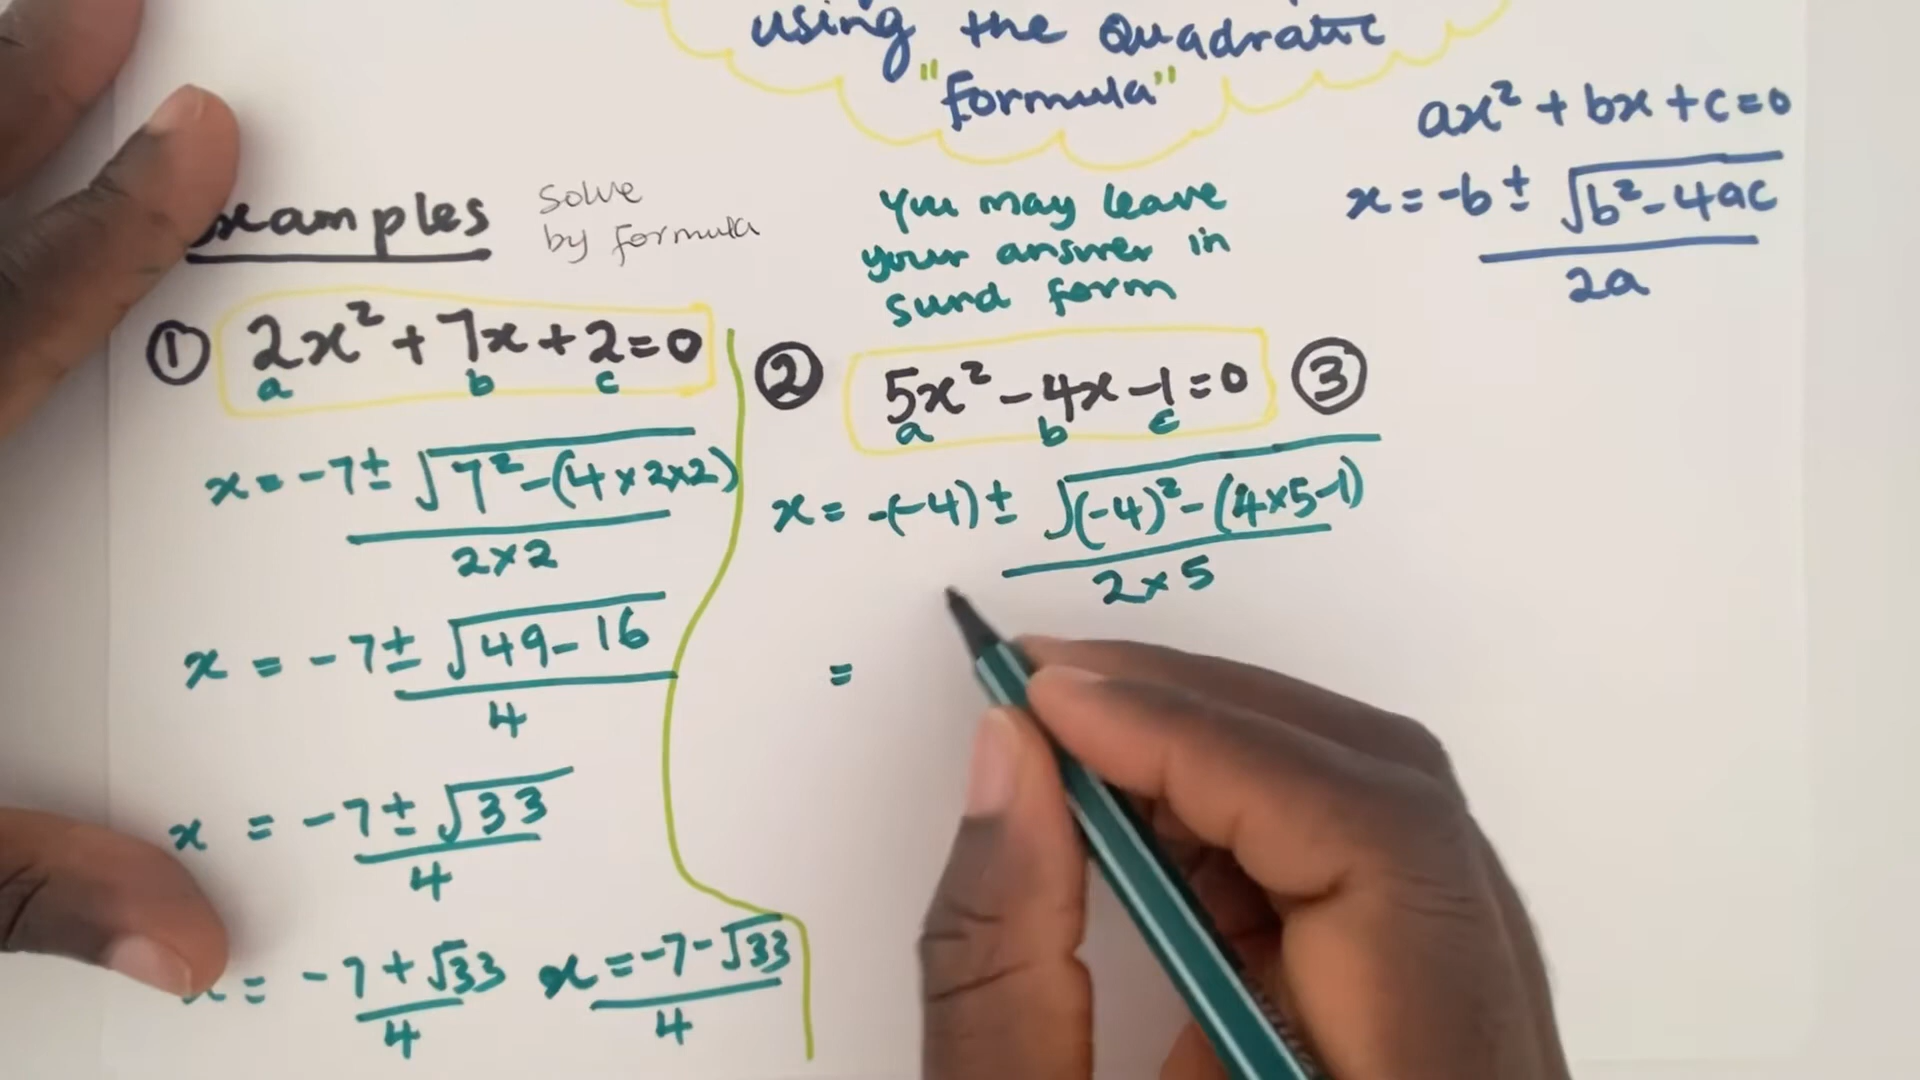 using the Quadratic
"formula"
ax² + bx + c = 0
x = -b ± √b² - 4ac
2a
Examples
Solve
by formula
You may leave
your answer in
surd form
① 2x² + 7x + 2 = 0
a b c
x = -7 ± √7² - (4 × 2 × 2)
2 × 2
x = -7 ± √49 - 16
4
x = -7 ± √33
4
x = -7 + √33
4
x = -7 - √33
4
② 5x² - 4x - 1 = 0
a b c
x = -(-4) ± √(-4)² - (4 × 5 - 1)
2 × 5
=
③